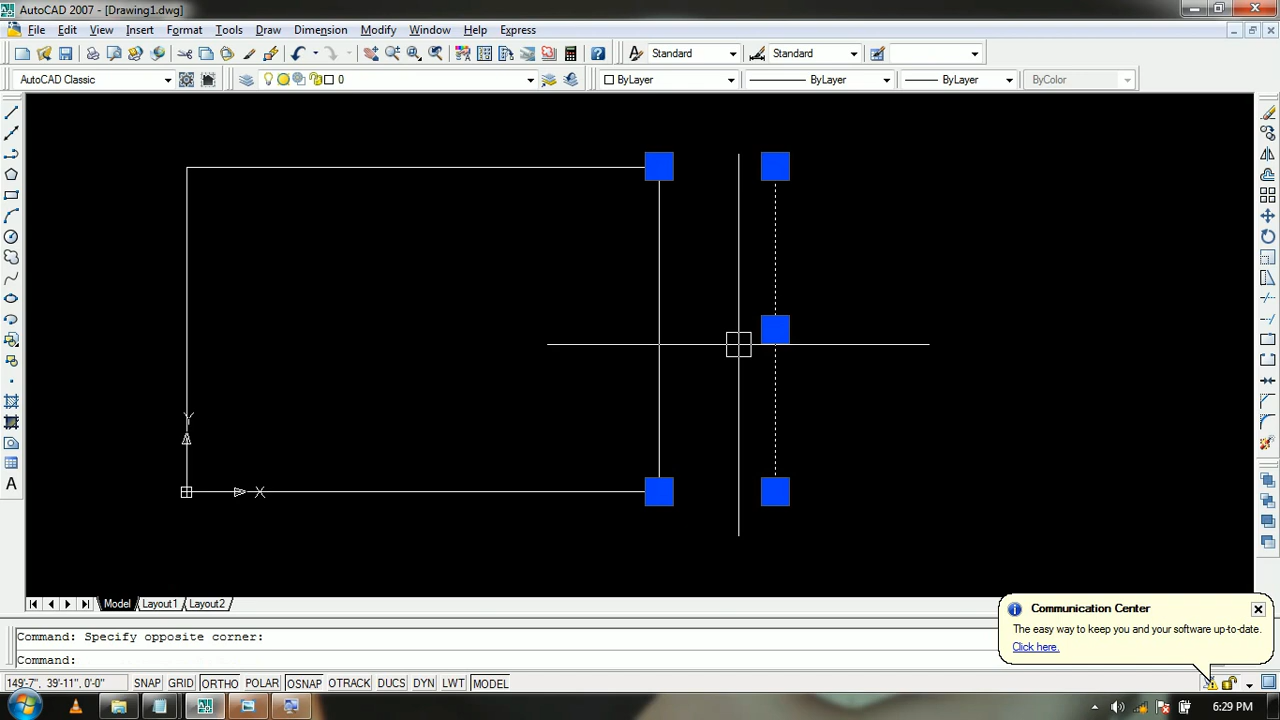 AutoCAD 2007 - [Drawing1.dwg]
File Edit View Insert Format Tools Draw Dimension Modify Window Help Express
Standard Standard
AutoCAD Classic 0 ByLayer ByLayer ByLayer ByColor
Y
X
A
Model Layout1 Layout2
Communication Center
The easy way to keep you and your software up-to-date.
Click here.
Command: Specify opposite corner:
Command:
149'-7", 39'-11", 0'-0" SNAP GRID ORTHO POLAR OSNAP OTRACK DUCS DYN LWT MODEL
6:29 PM